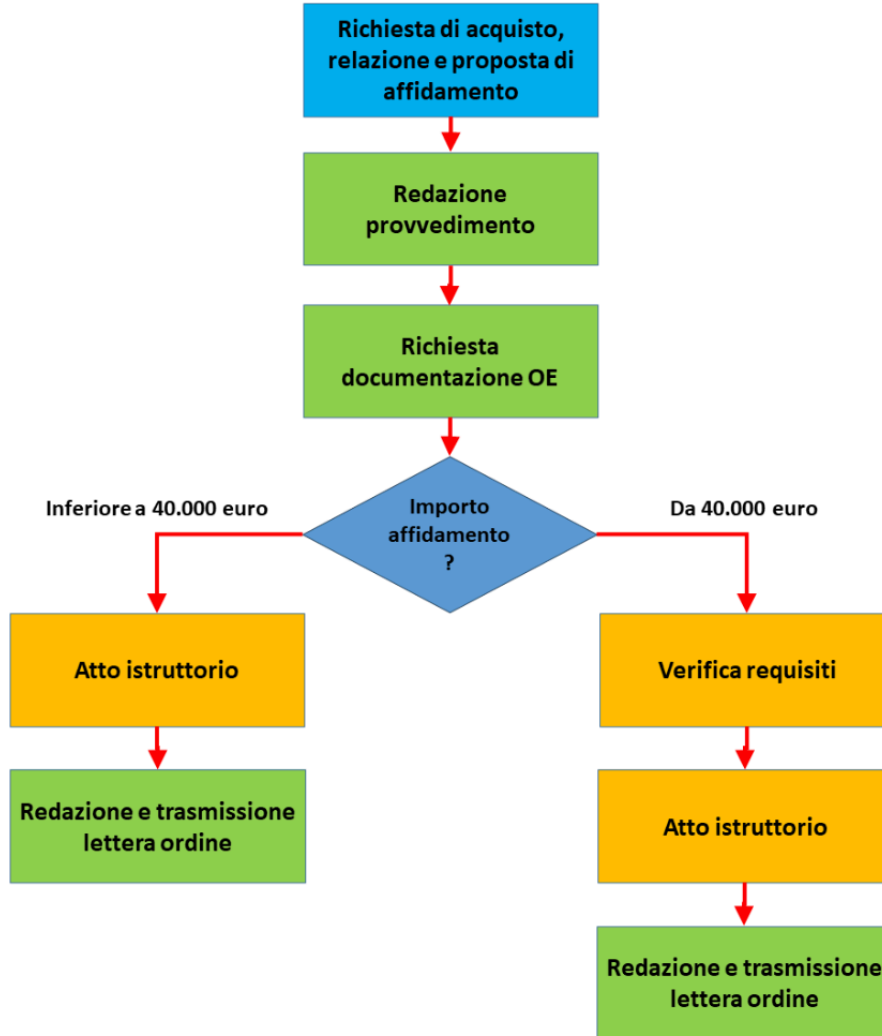 Richiesta di acquisto,
relazione e proposta di
affidamento
Redazione
provvedimento
Richiesta
documentazione OE
Importo
affidamento
?
Inferiore a 40.000 euro
Da 40.000 euro
Atto istruttorio
Verifica requisiti
Redazione e trasmissione
lettera ordine
Atto istruttorio
Redazione e trasmissione
lettera ordine